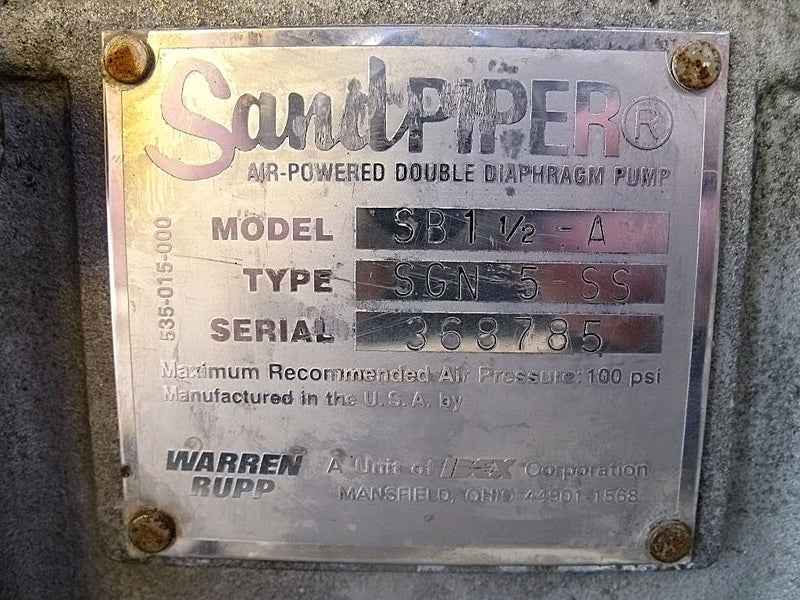 SandPIPER®
AIR-POWERED DOUBLE DIAPHRAGM PUMP
MODEL SB1 ½ - A
TYPE SGN 5-SS
SERIAL 368785
535-015-000
Maximum Recommended Air Pressure: 100 psi
Manufactured in the U.S.A. by
WARREN RUPP
A Unit of IDEX Corporation
MANSFIELD, OHIO 44901-1568